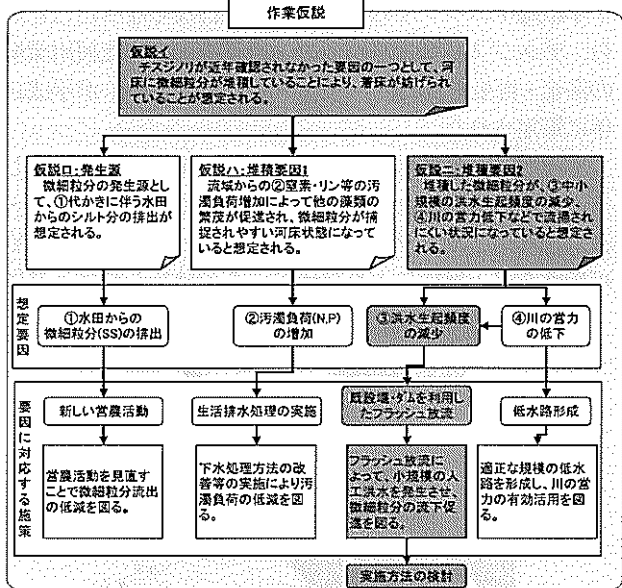 作業仮説
仮説イ
チスジノリが近年確認されなかった要因の一つとして、河
床に微細粒分が堆積していることにより、着床が妨げられ
ていることが想定される。
仮説ロ・発生源
微細粒分の発生源とし
て、①代かきに伴う水田
からのシルト分の排出が
想定される。
仮説ハ・堆積要因1
流域からの②窒素・リン等の汚
濁負荷増加によって他の藻類の
繁茂が促進され、微細粒分が捕
捉されやすい河床状態になって
いると想定される。
仮説ニ・堆積要因2
堆積した微細粒分が、③中小
規模の洪水生起頻度の減少、
④川の営力低下などで流掃され
にくい状況になっていると想定さ
れる。
想定要因
①水田からの
微細粒分(SS)の排出
②汚濁負荷(N,P)
の増加
③洪水生起頻度
の減少
④川の営力
の低下
要因に対応する施策
新しい営農活動
生活排水処理の実施
既設堰・ダムを利用し
たフラッシュ放流
低水路形成
営農活動を見直す
ことで微細粒分流出
の低減を図る。
下水処理方法の改
善等の実施により汚
濁負荷の低減を図
る。
フラッシュ放流に
よって、小規模の人
工洪水を発生させ、
微細粒分の流下促
進を図る。
適正な規模の低水
路を形成し、川の営
力の有効活用を図
る。
実施方法の検討